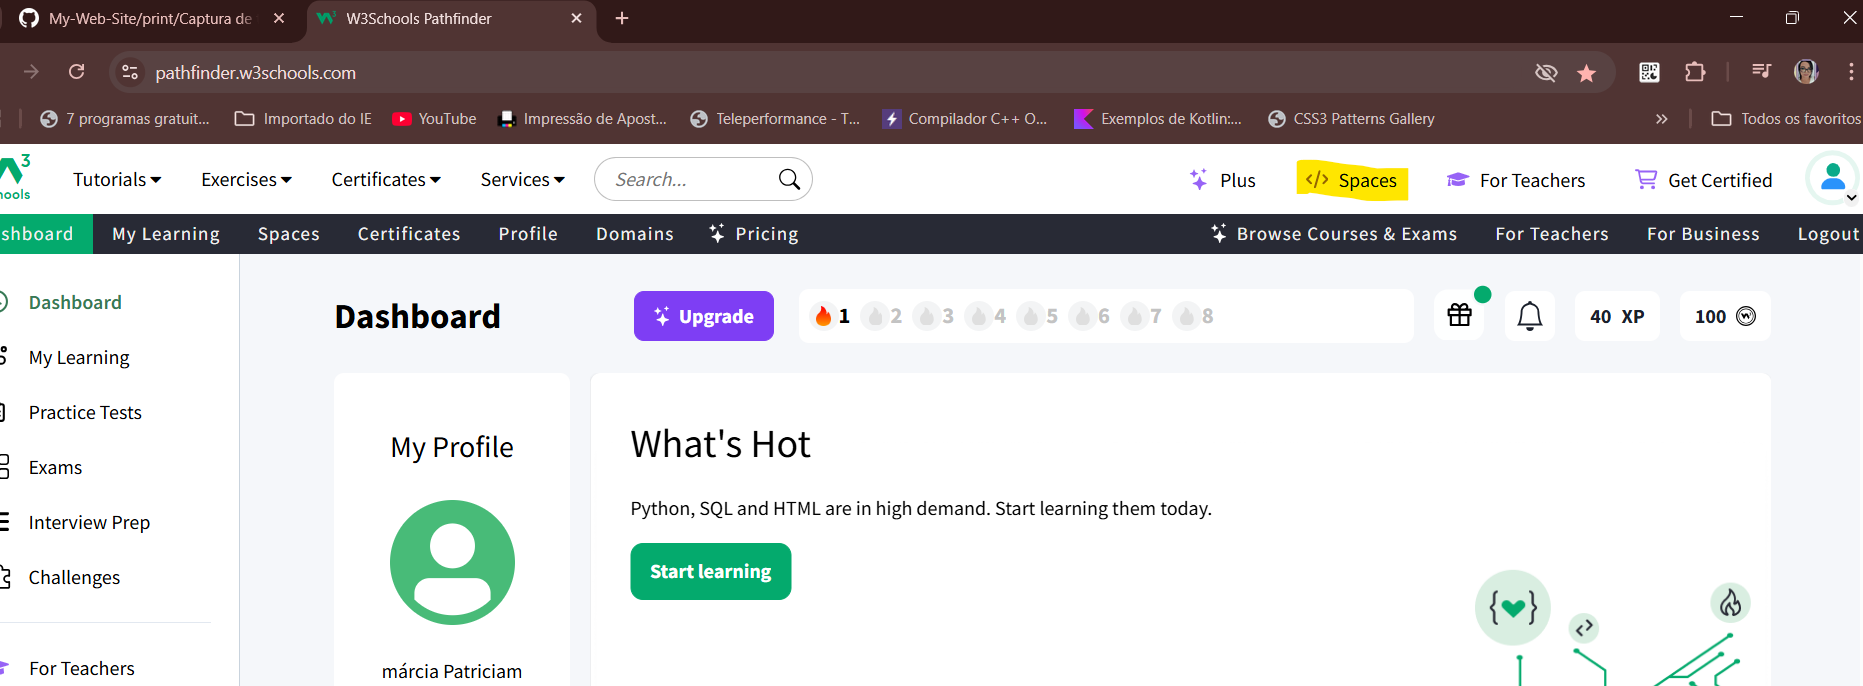 My-Web-Site/print/Captura de
W3Schools Pathfinder
pathfinder.w3schools.com
7 programas gratuit...
Importado do IE
YouTube
Impressão de Apost...
Teleperformance - T...
Compilador C++ O...
Exemplos de Kotlin:...
CSS3 Patterns Gallery
»
Todos os favoritos
3
hools
Tutorials
Exercises
Certificates
Services
Search...
Plus
</> Spaces
For Teachers
Get Certified
shboard
My Learning
Spaces
Certificates
Profile
Domains
Pricing
Browse Courses & Exams
For Teachers
For Business
Logout
Dashboard
My Learning
Practice Tests
Exams
Interview Prep
Challenges
For Teachers
Dashboard
Upgrade
1 2 3 4 5 6 7 8
40 XP
100
My Profile
márcia Patriciam
What's Hot
Python, SQL and HTML are in high demand. Start learning them today.
Start learning